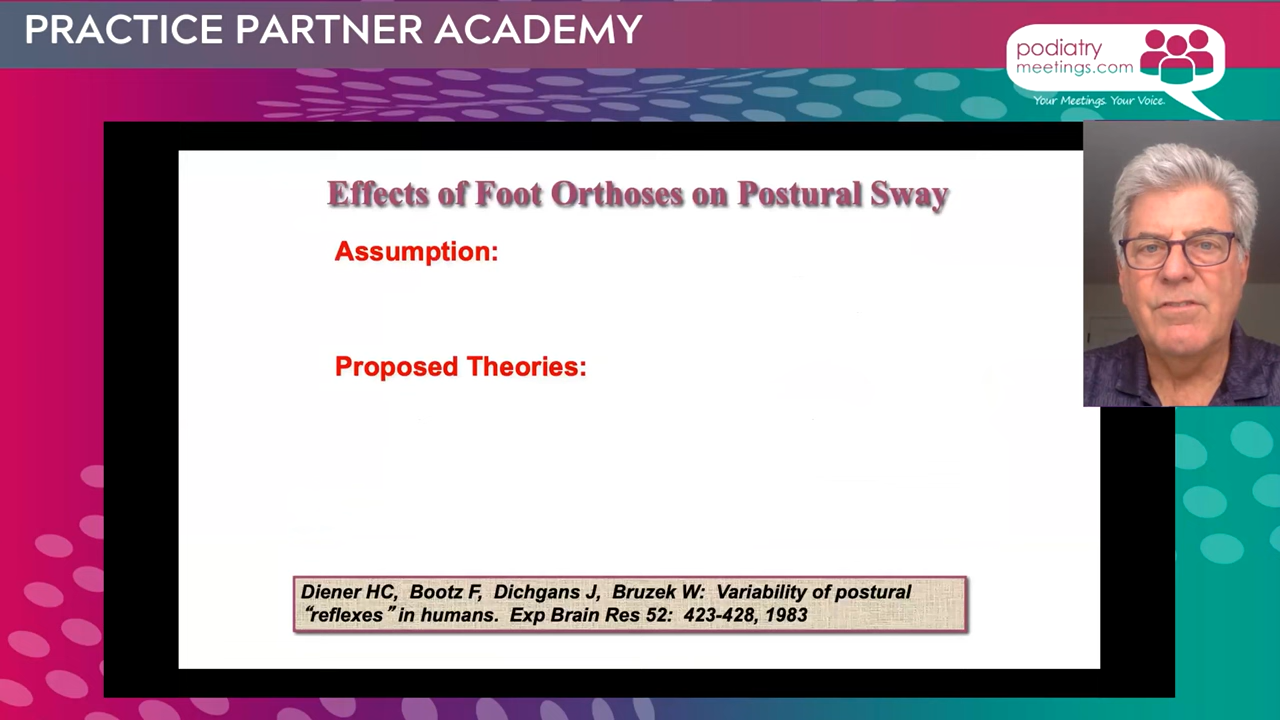 PRACTICE PARTNER ACADEMY
podiatry
meetings.com
Your Meetings. Your Voice.
Effects of Foot Orthoses on Postural Sway
Assumption:
Proposed Theories:
Diener HC,  Bootz F,  Dichgans J,  Bruzek W:  Variability of postural
“reflexes” in humans.  Exp Brain Res 52:  423-428, 1983